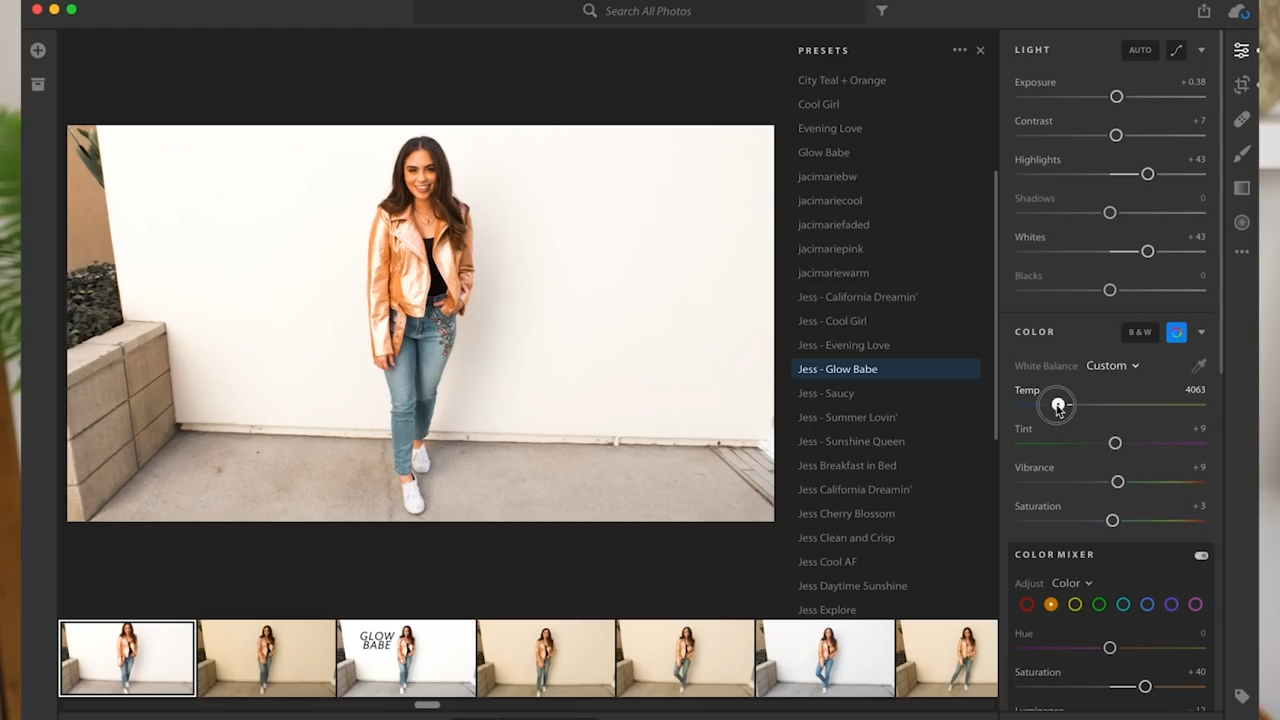 Search All Photos
PRESETS
City Teal + Orange
Cool Girl
Evening Love
Glow Babe
jacimariebw
jacimariecool
jacimariefaded
jacimariepink
jacimariewarm
Jess - California Dreamin'
Jess - Cool Girl
Jess - Evening Love
Jess - Glow Babe
Jess - Saucy
Jess - Summer Lovin'
Jess - Sunshine Queen
Jess Breakfast in Bed
Jess California Dreamin'
Jess Cherry Blossom
Jess Clean and Crisp
Jess Cool AF
Jess Daytime Sunshine
Jess Explore
LIGHT AUTO
Exposure + 0.38
Contrast + 7
Highlights + 43
Shadows 0
Whites + 43
Blacks 0
COLOR B & W
White Balance Custom
Temp 4063
Tint + 9
Vibrance + 9
Saturation + 3
COLOR MIXER
Adjust Color
Hue 0
Saturation + 40
Luminance - 12
GLOW
BABE